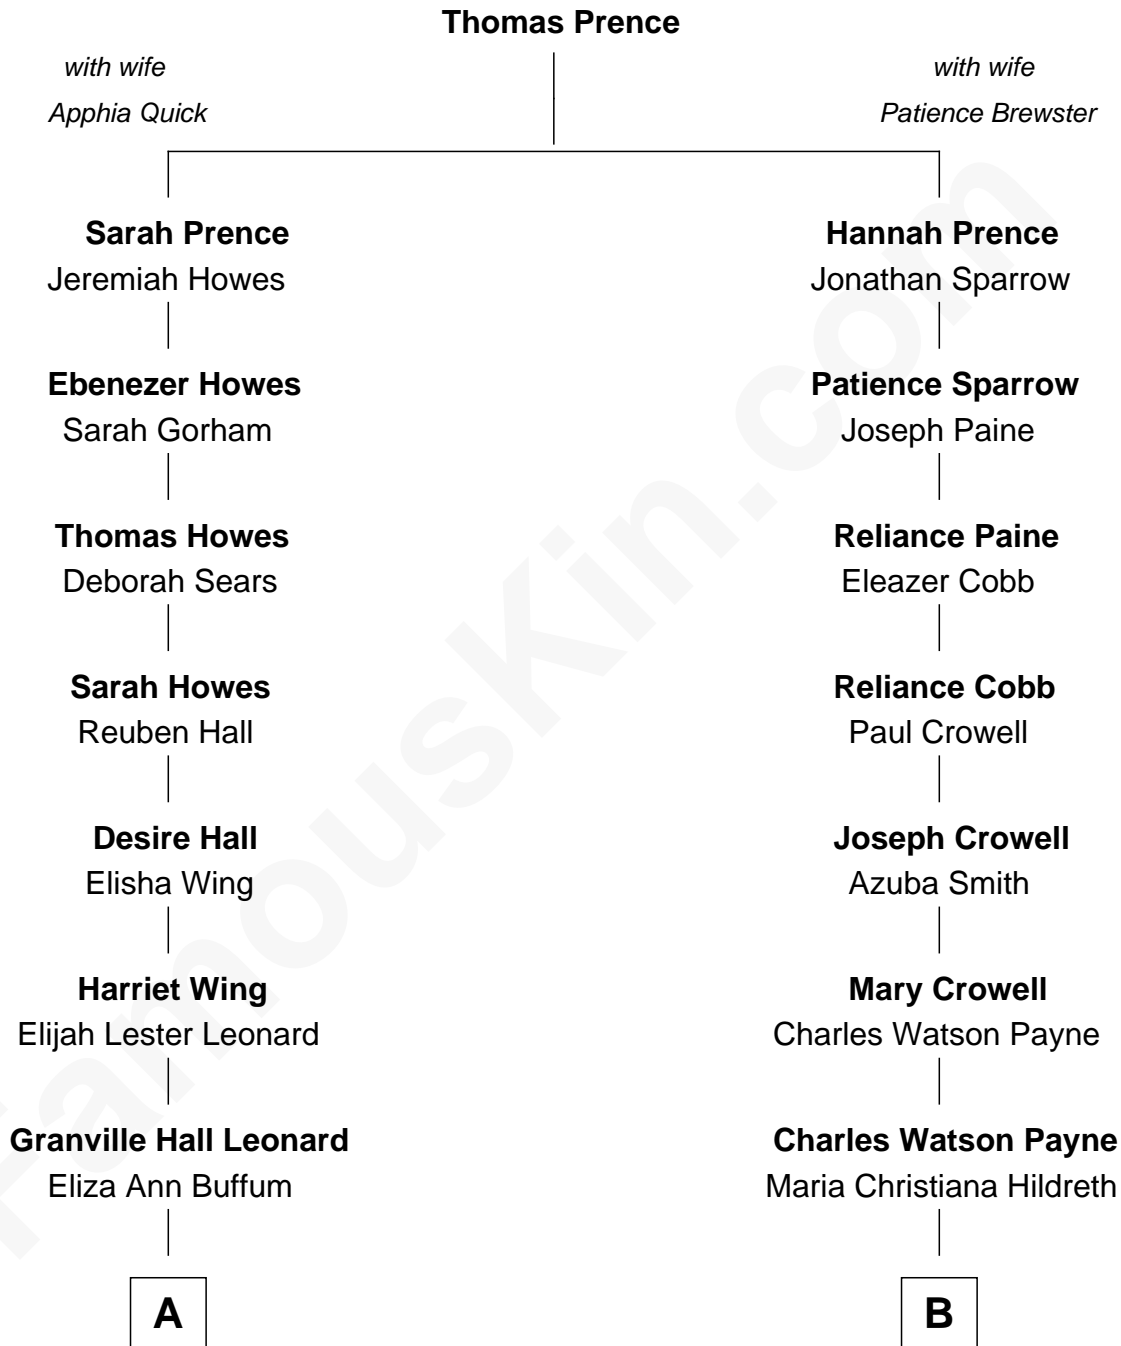 Thomas Prence
with wife
Apphia Quick
with wife
Patience Brewster
Sarah Prence
Jeremiah Howes
Hannah Prence
Jonathan Sparrow
Ebenezer Howes
Sarah Gorham
Patience Sparrow
Joseph Paine
Thomas Howes
Deborah Sears
Reliance Paine
Eleazer Cobb
Sarah Howes
Reuben Hall
Reliance Cobb
Paul Crowell
Desire Hall
Elisha Wing
Joseph Crowell
Azuba Smith
Harriet Wing
Elijah Lester Leonard
Mary Crowell
Charles Watson Payne
Granville Hall Leonard
Eliza Ann Buffum
Charles Watson Payne
Maria Christiana Hildreth
A
B
FamousKin.com